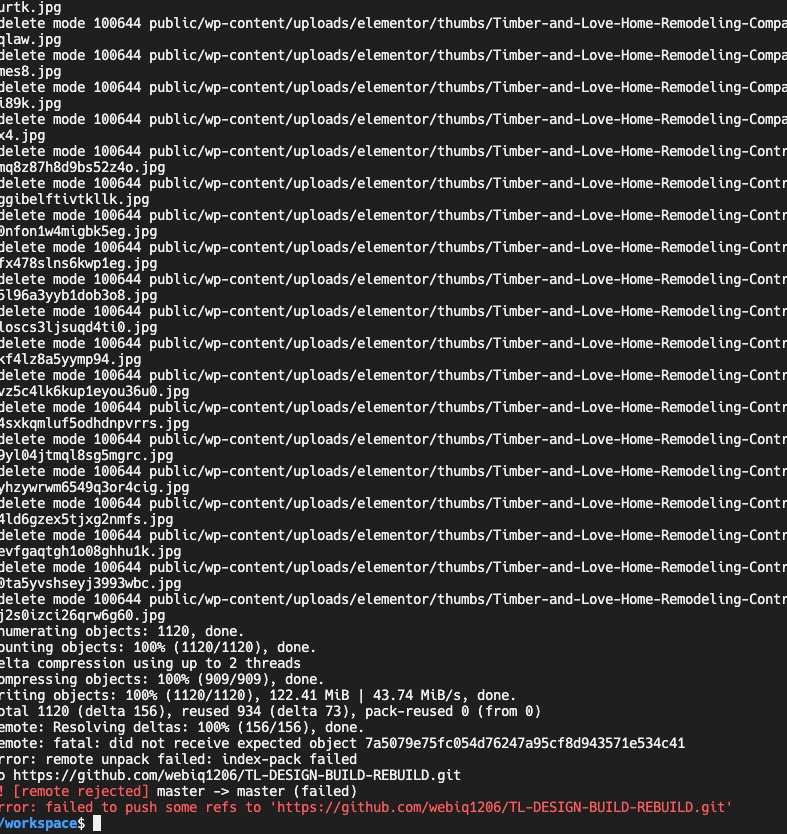 urtk.jpg
delete mode 100644 public/wp-content/uploads/elementor/thumbs/Timber-and-Love-Home-Remodeling-Compa
qlaw.jpg
delete mode 100644 public/wp-content/uploads/elementor/thumbs/Timber-and-Love-Home-Remodeling-Compa
mes8.jpg
delete mode 100644 public/wp-content/uploads/elementor/thumbs/Timber-and-Love-Home-Remodeling-Compa
i89k.jpg
delete mode 100644 public/wp-content/uploads/elementor/thumbs/Timber-and-Love-Home-Remodeling-Compa
x4.jpg
delete mode 100644 public/wp-content/uploads/elementor/thumbs/Timber-and-Love-Home-Remodeling-Contr
mq8z87h8d9bs52z4o.jpg
delete mode 100644 public/wp-content/uploads/elementor/thumbs/Timber-and-Love-Home-Remodeling-Contr
ggibelftivtkllk.jpg
delete mode 100644 public/wp-content/uploads/elementor/thumbs/Timber-and-Love-Home-Remodeling-Contr
0nfon1w4migbk5eg.jpg
delete mode 100644 public/wp-content/uploads/elementor/thumbs/Timber-and-Love-Home-Remodeling-Contr
fx478slns6kwp1eg.jpg
delete mode 100644 public/wp-content/uploads/elementor/thumbs/Timber-and-Love-Home-Remodeling-Contr
5l96a3yyb1dob3o8.jpg
delete mode 100644 public/wp-content/uploads/elementor/thumbs/Timber-and-Love-Home-Remodeling-Contr
loscs3ljsuqd4ti0.jpg
delete mode 100644 public/wp-content/uploads/elementor/thumbs/Timber-and-Love-Home-Remodeling-Contr
kf4lz8a5yymp94.jpg
delete mode 100644 public/wp-content/uploads/elementor/thumbs/Timber-and-Love-Home-Remodeling-Contr
vz5c4lk6kup1eyou36u0.jpg
delete mode 100644 public/wp-content/uploads/elementor/thumbs/Timber-and-Love-Home-Remodeling-Contr
4sxkqmluf5odhdnpvrrs.jpg
delete mode 100644 public/wp-content/uploads/elementor/thumbs/Timber-and-Love-Home-Remodeling-Contr
9yl04jtmql8sg5mgrc.jpg
delete mode 100644 public/wp-content/uploads/elementor/thumbs/Timber-and-Love-Home-Remodeling-Contr
yhzywrwm6549q3or4cig.jpg
delete mode 100644 public/wp-content/uploads/elementor/thumbs/Timber-and-Love-Home-Remodeling-Contr
4ld6gzex5tjxg2nmfs.jpg
delete mode 100644 public/wp-content/uploads/elementor/thumbs/Timber-and-Love-Home-Remodeling-Contr
evfgaqtgh1o08ghhu1k.jpg
delete mode 100644 public/wp-content/uploads/elementor/thumbs/Timber-and-Love-Home-Remodeling-Contr
0ta5yvshseyj3993wbc.jpg
delete mode 100644 public/wp-content/uploads/elementor/thumbs/Timber-and-Love-Home-Remodeling-Contr
j2s0izci26qrw6g60.jpg
numerating objects: 1120, done.
ounting objects: 100% (1120/1120), done.
elta compression using up to 2 threads
ompressing objects: 100% (909/909), done.
riting objects: 100% (1120/1120), 122.41 MiB | 43.74 MiB/s, done.
otal 1120 (delta 156), reused 934 (delta 73), pack-reused 0 (from 0)
emote: Resolving deltas: 100% (156/156), done.
emote: fatal: did not receive expected object 7a5079e75fc054d76247a95cf8d943571e534c41
rror: remote unpack failed: index-pack failed
o https://github.com/webiq1206/TL-DESIGN-BUILD-REBUILD.git
! [remote rejected] master -> master (failed)
rror: failed to push some refs to 'https://github.com/webiq1206/TL-DESIGN-BUILD-REBUILD.git'
/workspace$